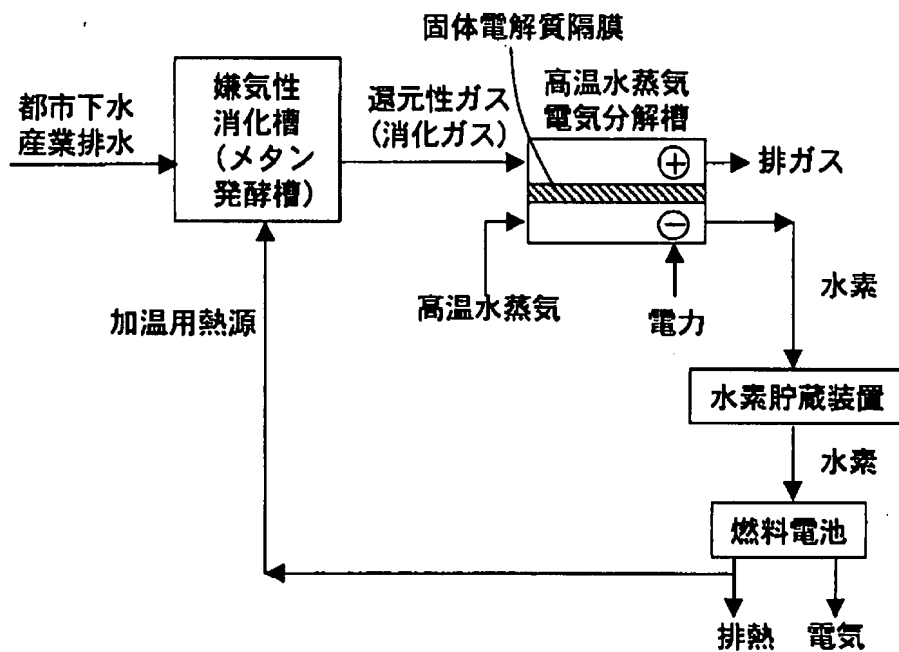 固体電解質隔膜
嫌気性
消化槽
(メタン
発酵槽)
都市下水
産業排水
還元性ガス
(消化ガス)
高温水蒸気
電気分解槽
+
排ガス
−
高温水蒸気
電力
水素
加温用熱源
水素貯蔵装置
水素
燃料電池
排熱
電気